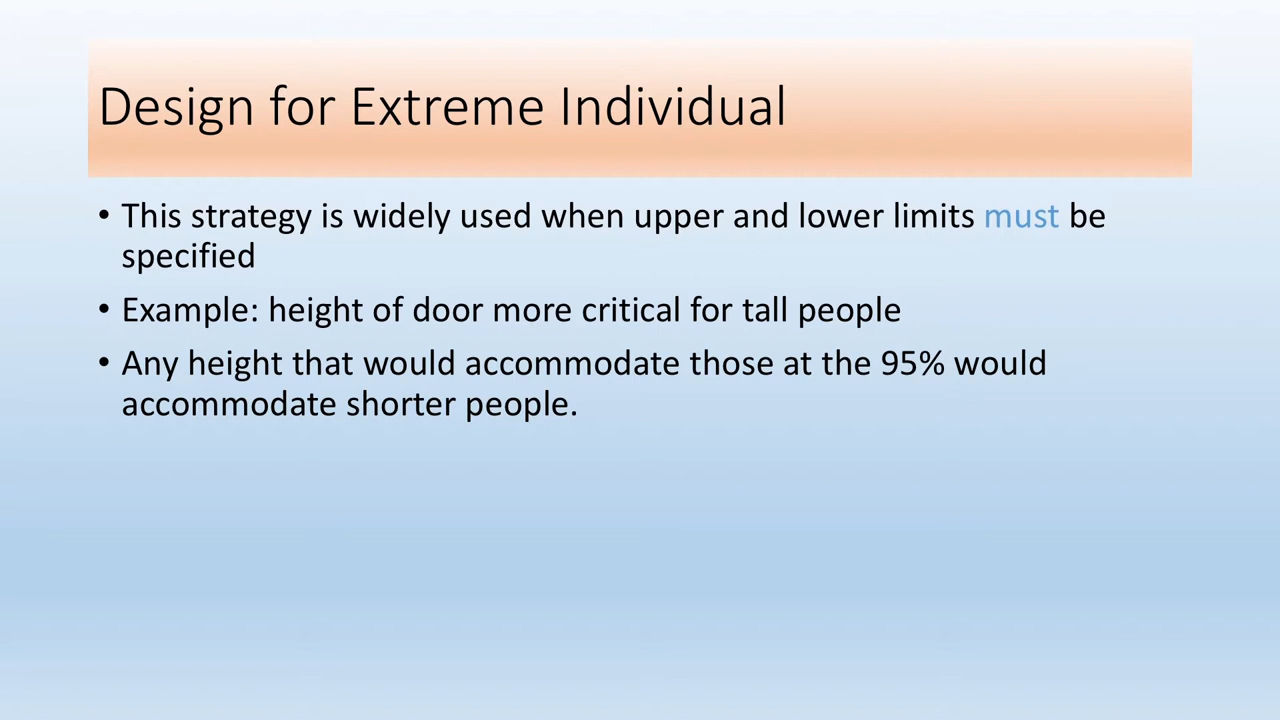 Design for Extreme Individual
• This strategy is widely used when upper and lower limits must be
specified
• Example: height of door more critical for tall people
• Any height that would accommodate those at the 95% would
accommodate shorter people.